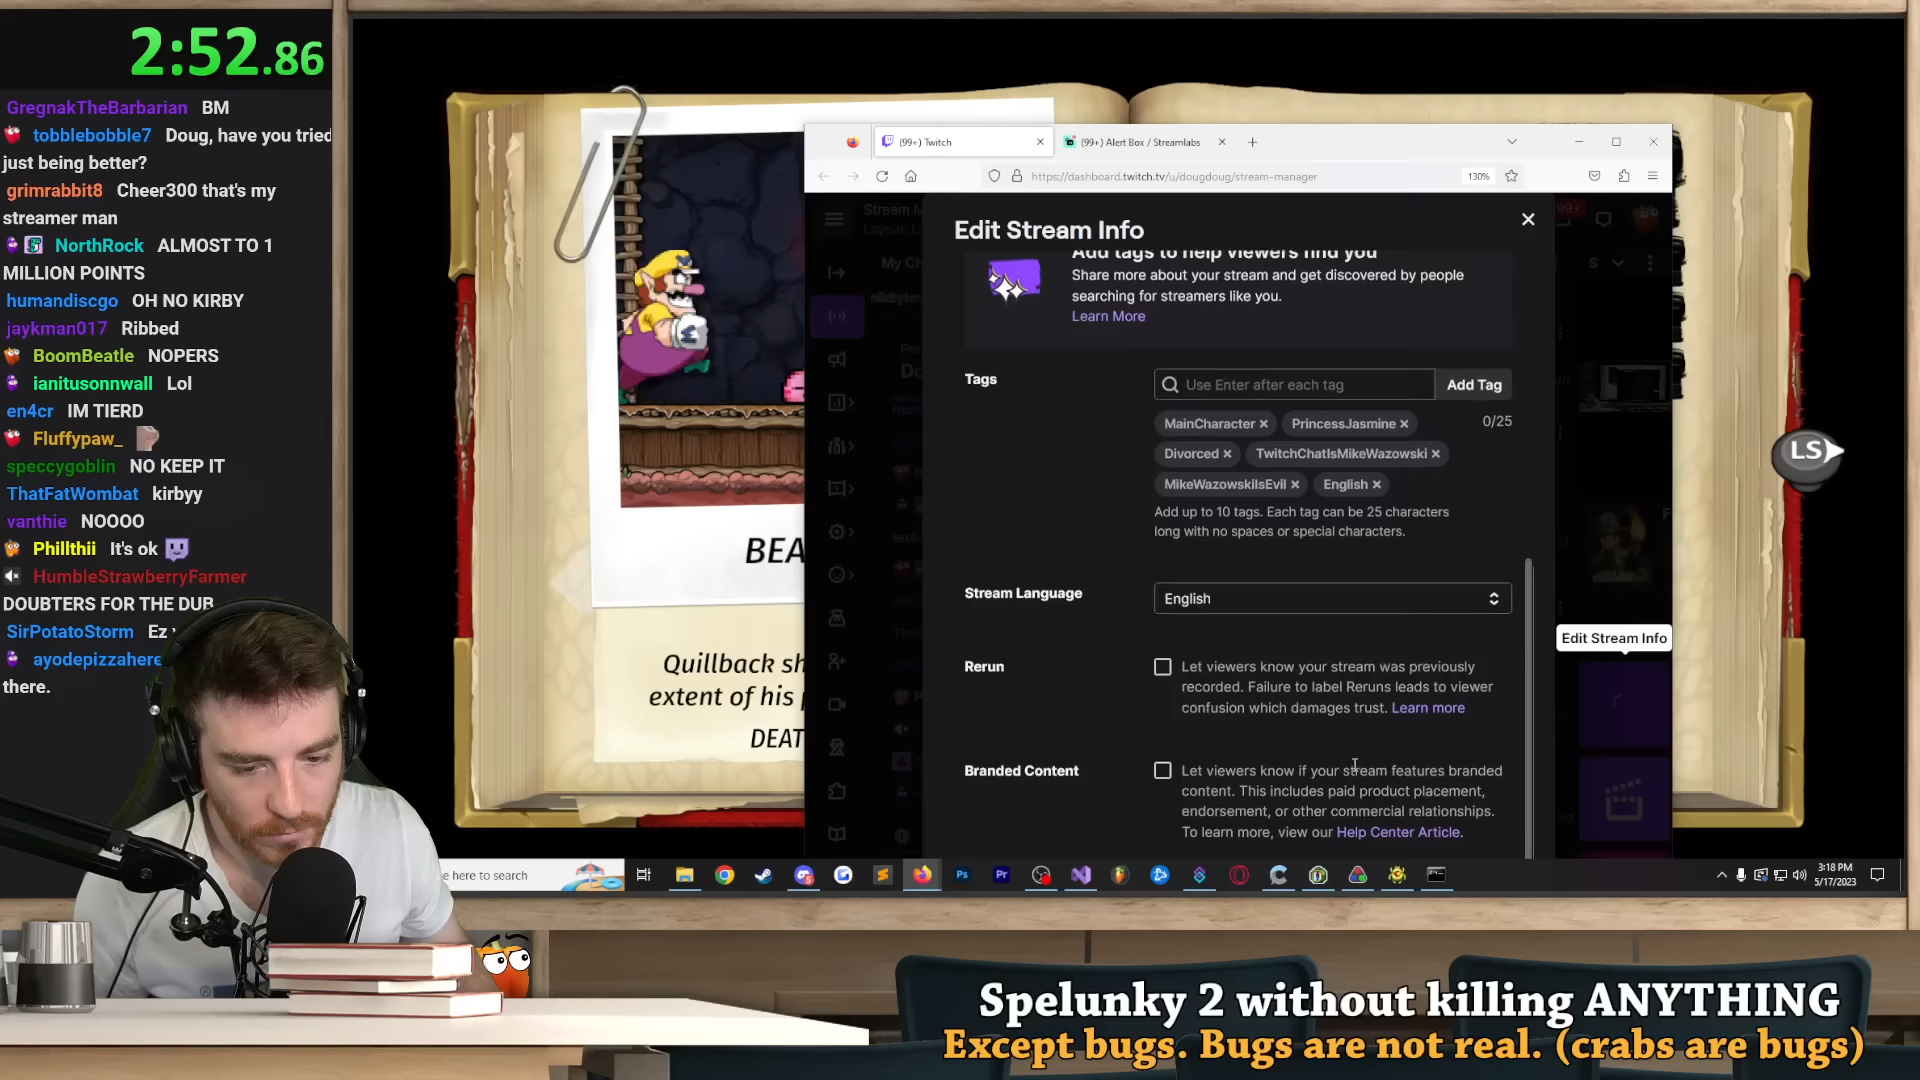 2:52.86
GregnakTheBarbarian BM
tobblebobble7 Doug, have you tried
just being better?
grimrabbit8 Cheer300 that's my
streamer man
NorthRock ALMOST TO 1
MILLION POINTS
humandiscgo OH NO KIRBY
jaykman017 Ribbed
BoomBeatle NOPERS
ianitusonnwall Lol
en4cr IM TIERD
Fluffypaw_
speccygoblin NO KEEP IT
ThatFatWombat kirbyy
vanthie NOOOO
Phillthii It's ok
HumbleStrawberryFarmer
DOUBTERS FOR THE DUB
SirPotatoStorm Ez
ayodepizzahere
there.
BEA
Quillback sh
extent of his p
DEAT
(99+) Twitch
(99+) Alert Box / Streamlabs
https://dashboard.twitch.tv/u/dougdoug/stream-manager
130%
Stream M
My Ch
Edit Stream Info
Add tags to help viewers find you
Share more about your stream and get discovered by people
searching for streamers like you.
Learn More
Tags
Use Enter after each tag
Add Tag
MainCharacter PrincessJasmine
0/25
Divorced TwitchChatIsMikeWazowski
MikeWazowskiIsEvil English
Add up to 10 tags. Each tag can be 25 characters
long with no spaces or special characters.
Stream Language
English
Rerun
Let viewers know your stream was previously
recorded. Failure to label Reruns leads to viewer
confusion which damages trust. Learn more
Branded Content
Let viewers know if your stream features branded
content. This includes paid product placement,
endorsement, or other commercial relationships.
To learn more, view our Help Center Article.
Edit Stream Info
LS
e here to search
Ps
Pr
3:18 PM
5/17/2023
Spelunky 2 without killing ANYTHING
Except bugs. Bugs are not real. (crabs are bugs)